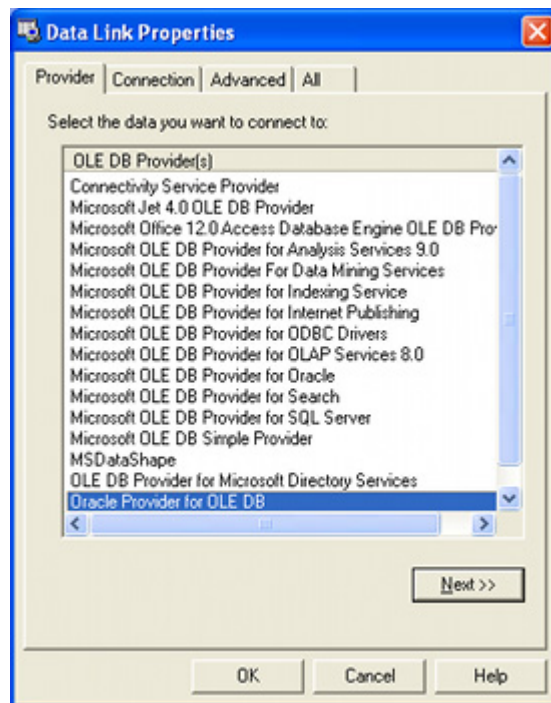 Data Link Properties
Provider Connection Advanced All
Select the data you want to connect to:
OLE DB Provider(s)
Connectivity Service Provider
Microsoft Jet 4.0 OLE DB Provider
Microsoft Office 12.0 Access Database Engine OLE DB Pro
Microsoft OLE DB Provider for Analysis Services 9.0
Microsoft OLE DB Provider For Data Mining Services
Microsoft OLE DB Provider for Indexing Service
Microsoft OLE DB Provider for Internet Publishing
Microsoft OLE DB Provider for ODBC Drivers
Microsoft OLE DB Provider for OLAP Services 8.0
Microsoft OLE DB Provider for Oracle
Microsoft OLE DB Provider for Search
Microsoft OLE DB Provider for SQL Server
Microsoft OLE DB Simple Provider
MSDataShape
OLE DB Provider for Microsoft Directory Services
Oracle Provider for OLE DB
Next >>
OK Cancel Help